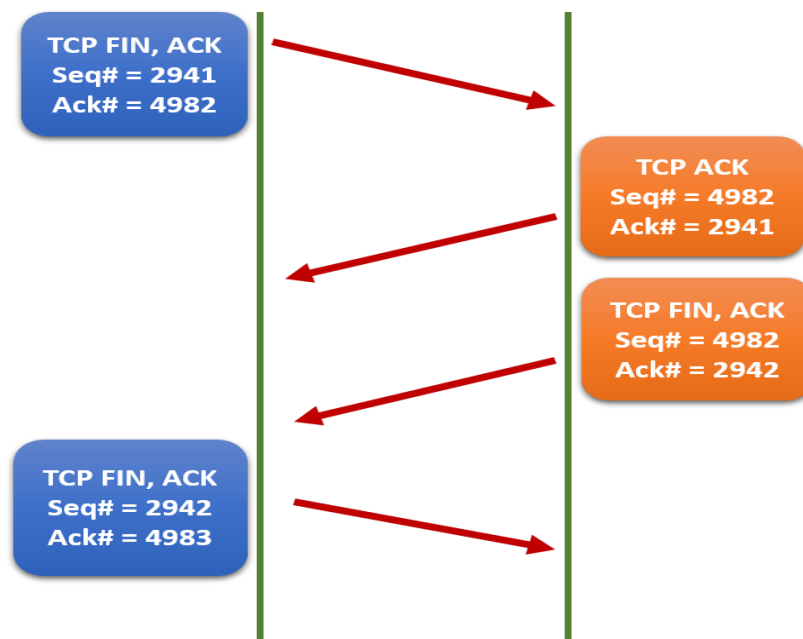 TCP FIN, ACK
Seq# = 2941
Ack# = 4982
TCP ACK
Seq# = 4982
Ack# = 2941
TCP FIN, ACK
Seq# = 4982
Ack# = 2942
TCP FIN, ACK
Seq# = 2942
Ack# = 4983